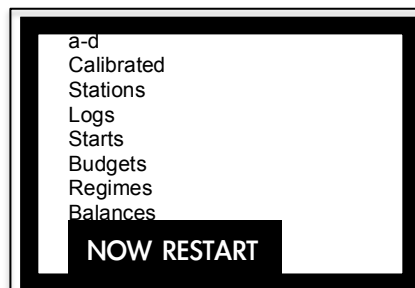 a-d
Calibrated
Stations
Logs
Starts
Budgets
Regimes
Balances
NOW RESTART